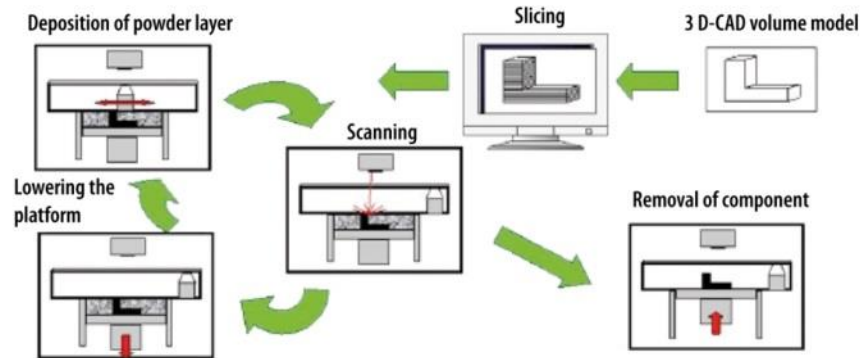 Deposition of powder layer
Slicing
3 D-CAD volume model
Scanning
Lowering the
platform
Removal of component